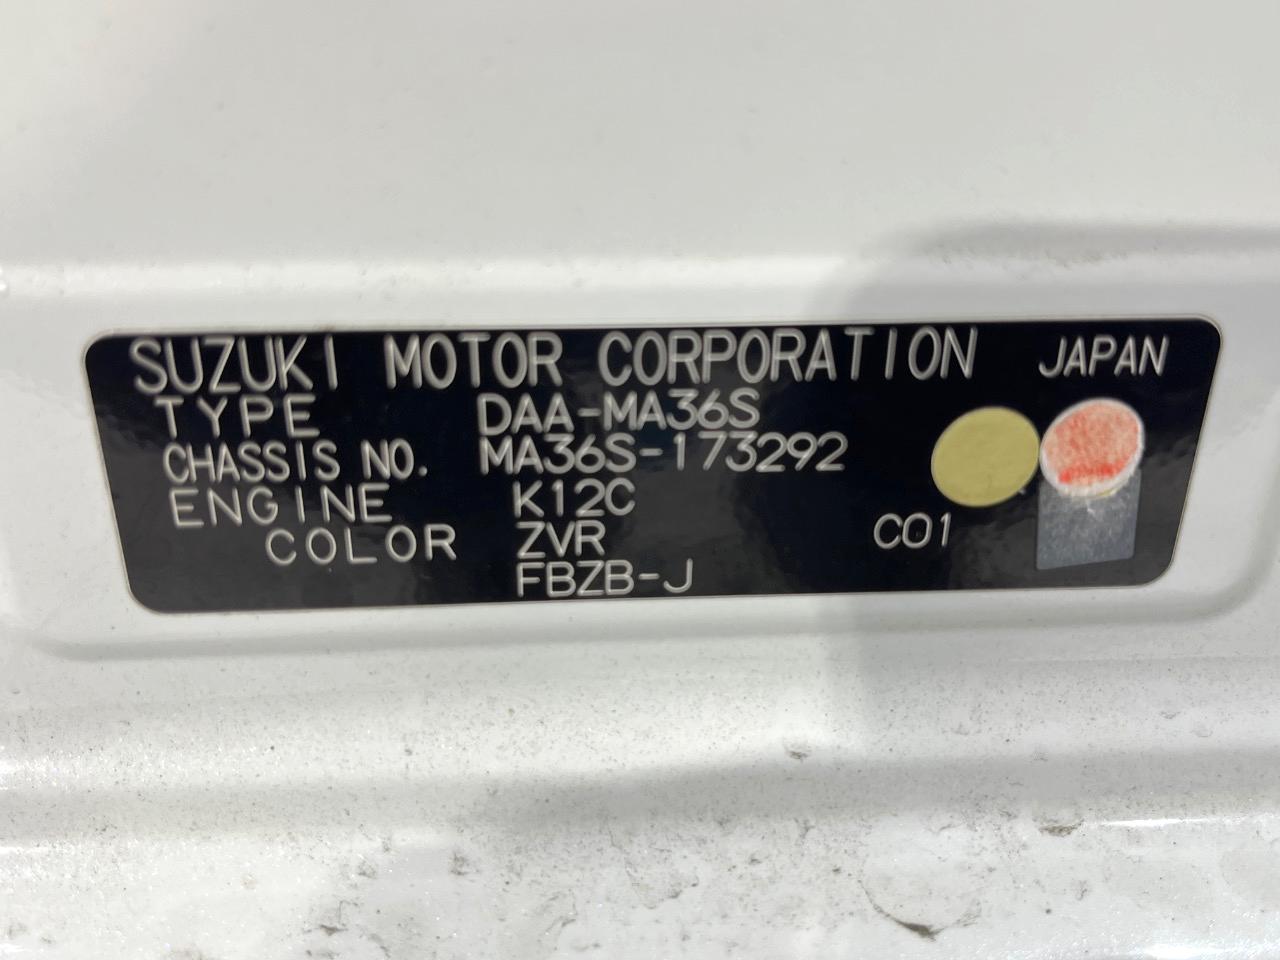 SUZUKI MOTOR CORPORATION JAPAN
TYPE DAA-MA36S
CHASSIS NO. MA36S-173292
ENGINE K12C
COLOR ZVR C01
FBZB-J